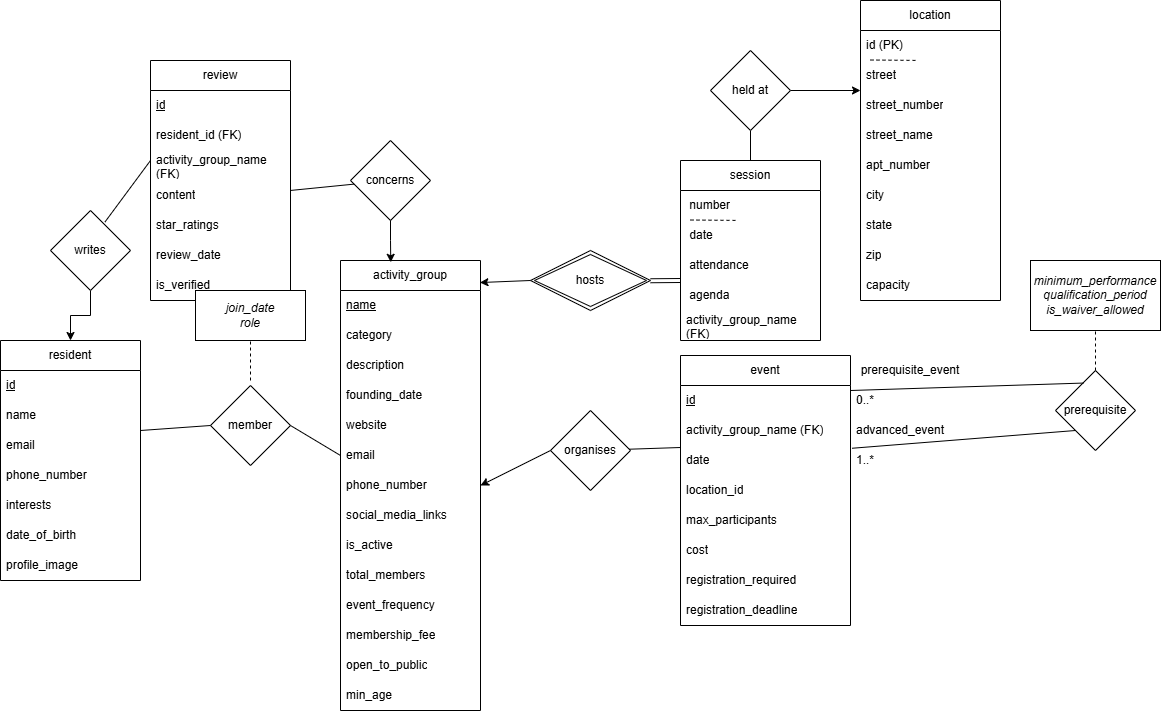 location
id (PK)
street
street_number
street_name
apt_number
city
state
zip
capacity
review
id
resident_id (FK)
activity_group_name
(FK)
content
star_ratings
review_date
is_verified
held at
concerns
session
number
date
attendance
agenda
activity_group_name
(FK)
writes
hosts
activity_group
name
category
description
founding_date
website
email
phone_number
social_media_links
is_active
total_members
event_frequency
membership_fee
open_to_public
min_age
join_date
role
minimum_performance
qualification_period
is_waiver_allowed
resident
id
name
email
phone_number
interests
date_of_birth
profile_image
member
organises
event
id
activity_group_name (FK)
date
location_id
max_participants
cost
registration_required
registration_deadline
prerequisite_event
0..*
advanced_event
1..*
prerequisite